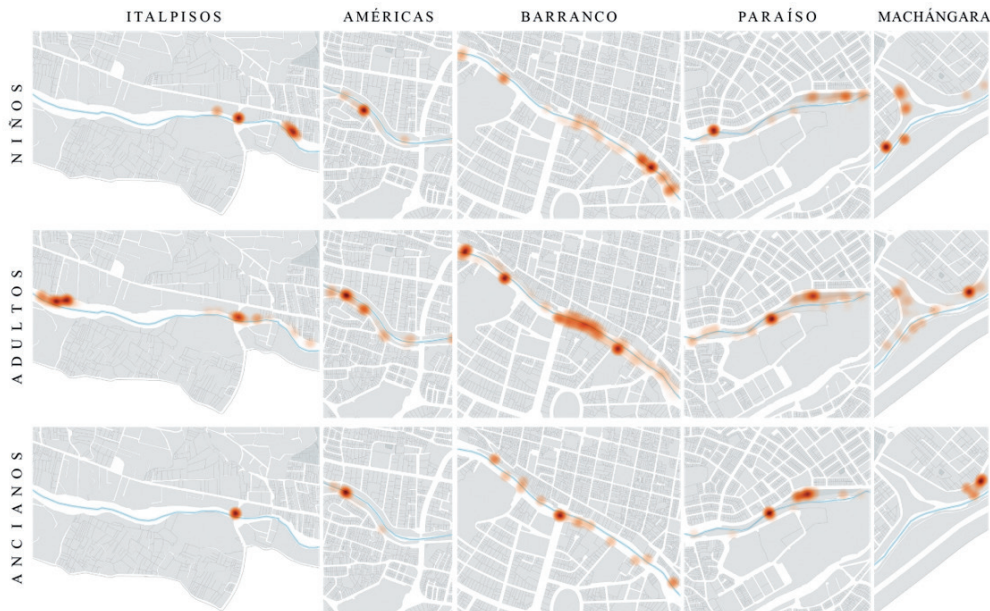 ITALPISOS AMÉRICAS BARRANCO PARAÍSO MACHÁNGARA
NIÑOS
ADULTOS
ANCIANOS